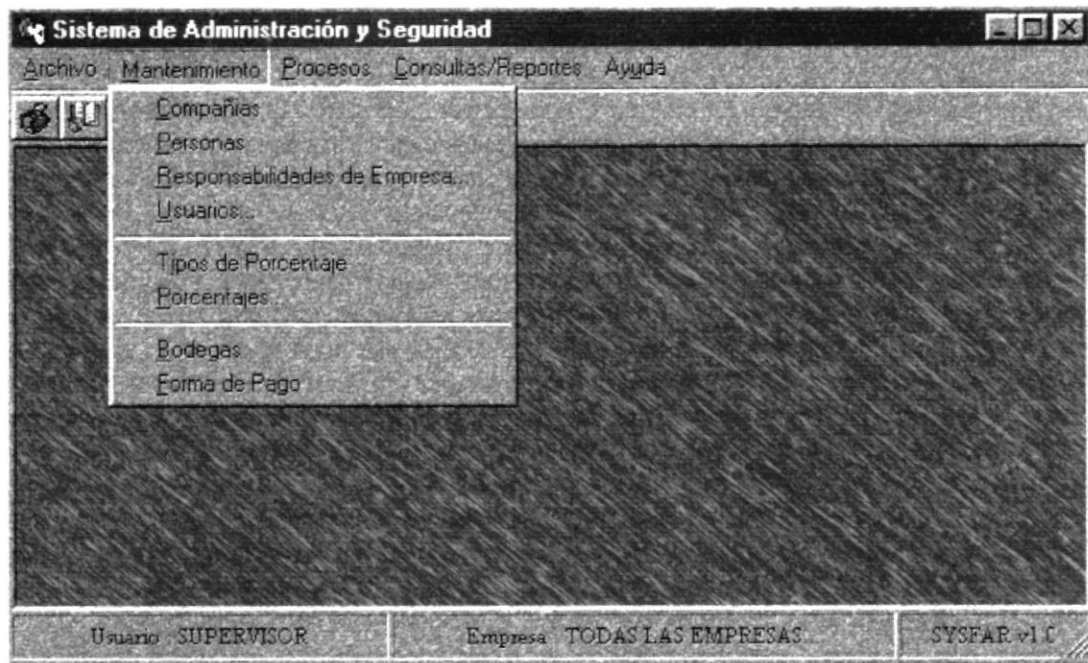 Sistema de Administración y Seguridad
Archivo Mantenimiento Procesos Consultas/Reportes Ayuda
Compañías
Personas
Responsabilidades de Empresa...
Usuarios...
Tipos de Porcentaje
Porcentajes...
Bodegas
Forma de Pago
Usuario : SUPERVISOR Empresa TODAS LAS EMPRESAS SYSFAR v1.0